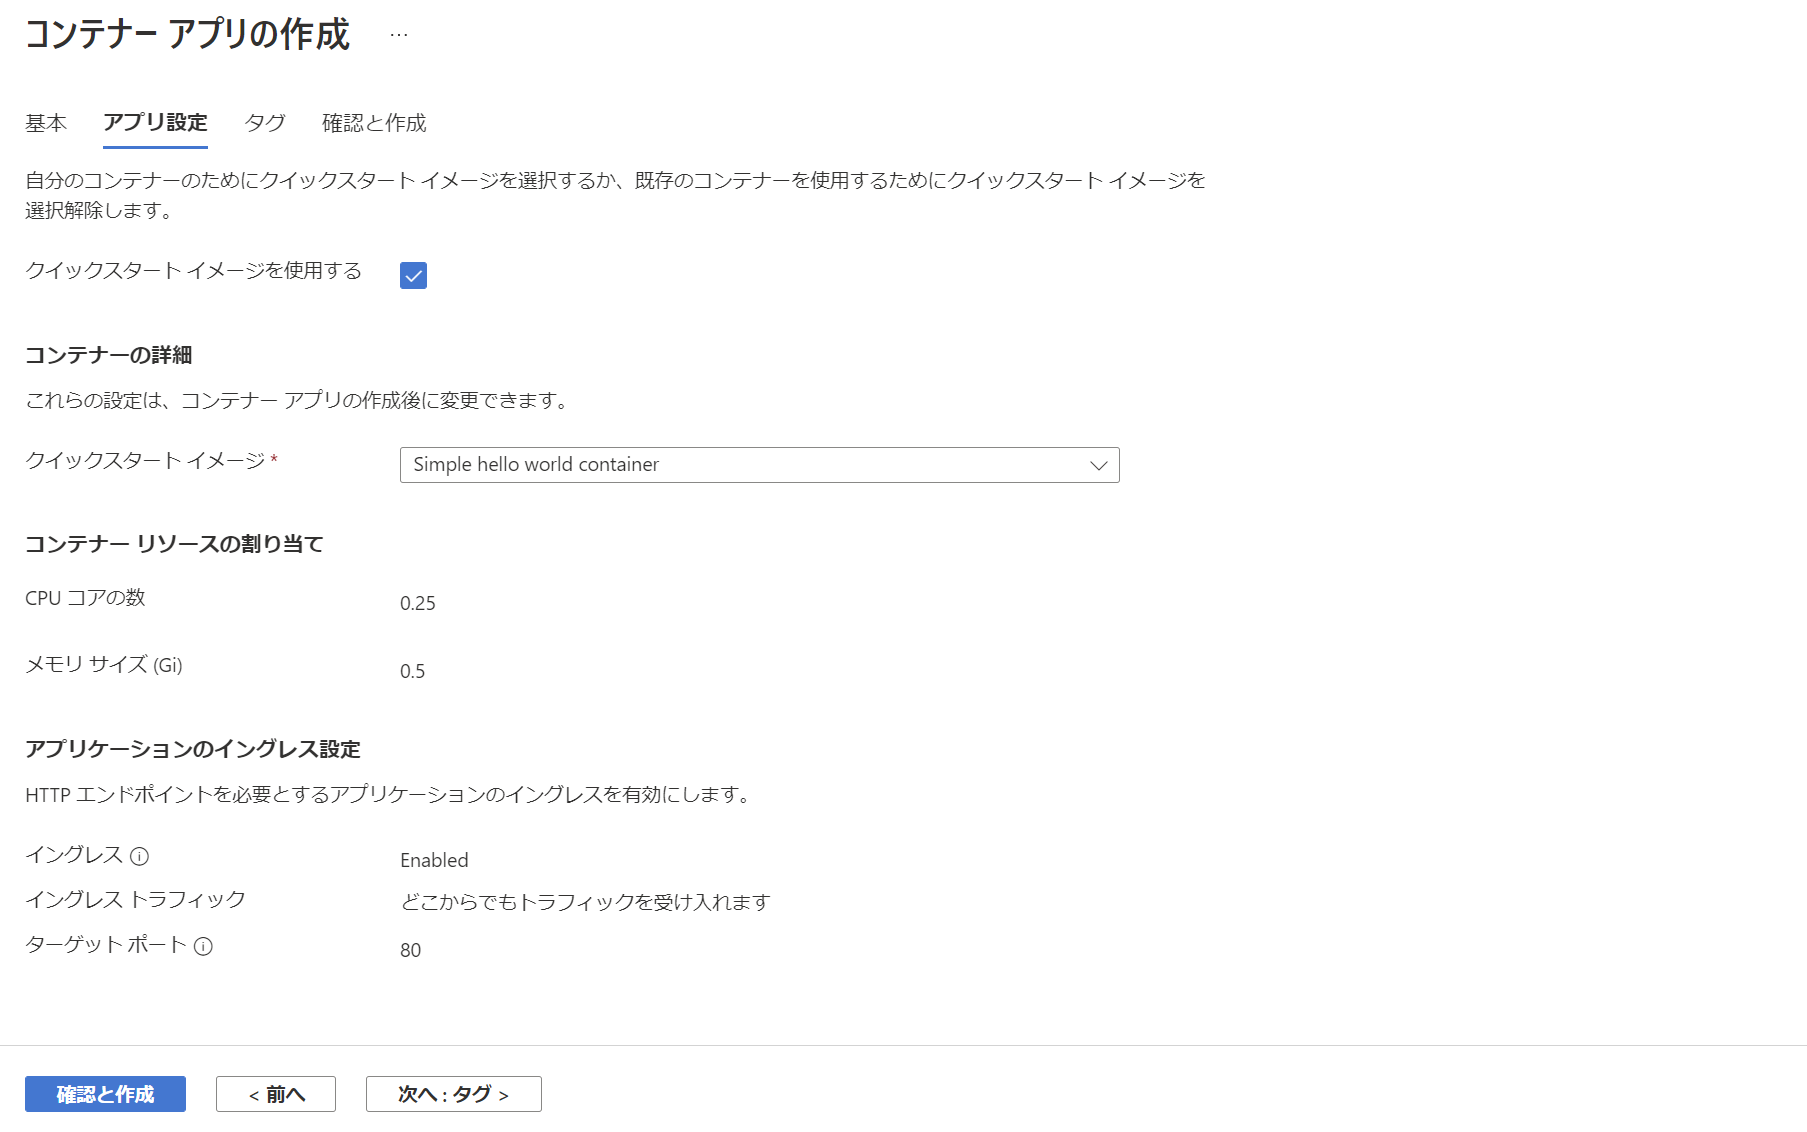 コンテナー アプリの作成 …
基本 アプリ設定 タグ 確認と作成
自分のコンテナーのためにクイックスタート イメージを選択するか、既存のコンテナーを使用するためにクイックスタート イメージを
選択解除します。
クイックスタート イメージを使用する
コンテナーの詳細
これらの設定は、コンテナー アプリの作成後に変更できます。
クイックスタート イメージ * Simple hello world container
コンテナー リソースの割り当て
CPU コアの数 0.25
メモリ サイズ (Gi) 0.5
アプリケーションのイングレス設定
HTTP エンドポイントを必要とするアプリケーションのイングレスを有効にします。
イングレス Enabled
イングレス トラフィック どこからでもトラフィックを受け入れます
ターゲット ポート 80
確認と作成 < 前へ 次へ : タグ >